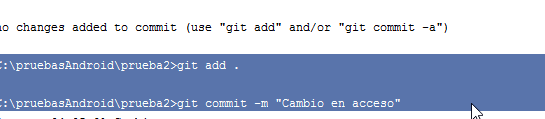 no changes added to commit (use "git add" and/or "git commit -a")
C:\pruebasAndroid\prueba2>git add .
C:\pruebasAndroid\prueba2>git commit -m "Cambio en acceso"